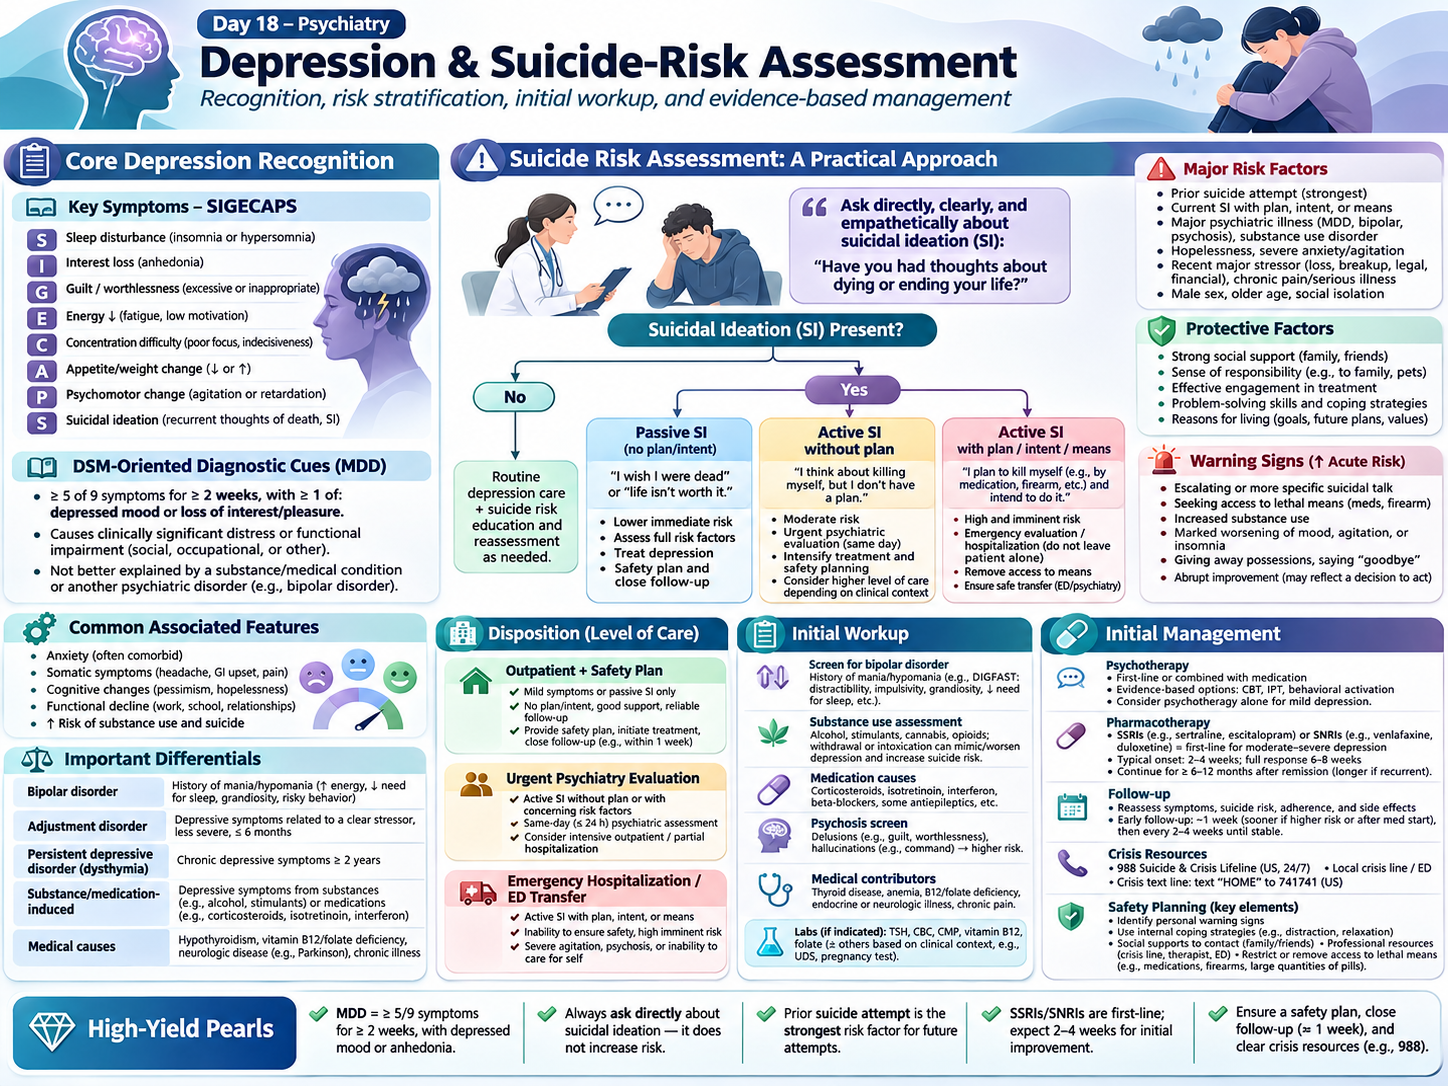 Day 18 – Psychiatry
Depression & Suicide-Risk Assessment
Recognition, risk stratification, initial workup, and evidence-based management
Core Depression Recognition
Key Symptoms – SIGECAPS
S Sleep disturbance (insomnia or hypersomnia)
I Interest loss (anhedonia)
G Guilt / worthlessness (excessive or inappropriate)
E Energy ↓ (fatigue, low motivation)
C Concentration difficulty (poor focus, indecisiveness)
A Appetite/weight change (↓ or ↑)
P Psychomotor change (agitation or retardation)
S Suicidal ideation (recurrent thoughts of death, SI)
DSM-Oriented Diagnostic Cues (MDD)
• ≥ 5 of 9 symptoms for ≥ 2 weeks, with ≥ 1 of:
depressed mood or loss of interest/pleasure.
• Causes clinically significant distress or functional
impairment (social, occupational, or other).
• Not better explained by a substance/medical condition
or another psychiatric disorder (e.g., bipolar disorder).
Common Associated Features
• Anxiety (often comorbid)
• Somatic symptoms (headache, GI upset, pain)
• Cognitive changes (pessimism, hopelessness)
• Functional decline (work, school, relationships)
• ↑ Risk of substance use and suicide
Important Differentials
Bipolar disorder
History of mania/hypomania (↑ energy, ↓ need
for sleep, grandiosity, risky behavior)
Adjustment disorder
Depressive symptoms related to a clear stressor,
less severe, ≤ 6 months
Persistent depressive
disorder (dysthymia)
Chronic depressive symptoms ≥ 2 years
Substance/medication-
induced
Depressive symptoms from substances
(e.g., alcohol, stimulants) or medications
(e.g., corticosteroids, isotretinoin, interferon)
Medical causes
Hypothyroidism, vitamin B12/folate deficiency,
neurologic disease (e.g., Parkinson), chronic illness
Suicide Risk Assessment: A Practical Approach
“ Ask directly, clearly, and
empathetically about
suicidal ideation (SI):
“Have you had thoughts about
dying or ending your life?”
Suicidal Ideation (SI) Present?
No
Yes
Routine
depression care
+ suicide risk
education and
reassessment
as needed.
Passive SI
(no plan/intent)
“I wish I were dead”
or “life isn’t worth it.”
• Lower immediate risk
• Assess full risk factors
• Treat depression
• Safety plan and
close follow-up
Active SI
without plan
“I think about killing
myself, but I don’t have
a plan.”
• Moderate risk
• Urgent psychiatric
evaluation (same day)
• Intensify treatment and
safety planning
• Consider higher level of care
depending on clinical context
Active SI
with plan / intent / means
“I plan to kill myself (e.g., by
medication, firearm, etc.) and
intend to do it.”
• High and imminent risk
• Emergency evaluation /
hospitalization (do not leave
patient alone)
• Remove access to means
• Ensure safe transfer (ED/psychiatry)
Major Risk Factors
• Prior suicide attempt (strongest)
• Current SI with plan, intent, or means
• Major psychiatric illness (MDD, bipolar,
psychosis), substance use disorder
• Hopelessness, severe anxiety/agitation
• Recent major stressor (loss, breakup, legal,
financial), chronic pain/serious illness
• Male sex, older age, social isolation
Protective Factors
• Strong social support (family, friends)
• Sense of responsibility (e.g., to family, pets)
• Effective engagement in treatment
• Problem-solving skills and coping strategies
• Reasons for living (goals, future plans, values)
Warning Signs (↑ Acute Risk)
• Escalating or more specific suicidal talk
• Seeking access to lethal means (meds, firearm)
• Increased substance use
• Marked worsening of mood, agitation, or
insomnia
• Giving away possessions, saying “goodbye”
• Abrupt improvement (may reflect a decision to act)
Disposition (Level of Care)
Outpatient + Safety Plan
✓ Mild symptoms or passive SI only
✓ No plan/intent, good support, reliable
follow-up
✓ Provide safety plan, initiate treatment,
close follow-up (e.g., within 1 week)
Urgent Psychiatry Evaluation
✓ Active SI without plan or with
concerning risk factors
✓ Same-day (≤ 24 h) psychiatric assessment
✓ Consider intensive outpatient / partial
hospitalization
Emergency Hospitalization /
ED Transfer
✓ Active SI with plan, intent, or means
✓ Inability to ensure safety, high imminent risk
✓ Severe agitation, psychosis, or inability to
care for self
Initial Workup
Screen for bipolar disorder
History of mania/hypomania (e.g., DIGFAST:
distractibility, impulsivity, grandiosity, ↓ need
for sleep, etc.).
Substance use assessment
Alcohol, stimulants, cannabis, opioids;
withdrawal or intoxication can mimic/worsen
depression and increase suicide risk.
Medication causes
Corticosteroids, isotretinoin, interferon,
beta-blockers, some antiepileptics, etc.
Psychosis screen
Delusions (e.g., guilt, worthlessness),
hallucinations (e.g., command) → higher risk.
Medical contributors
Thyroid disease, anemia, B12/folate deficiency,
endocrine or neurologic illness, chronic pain.
Labs (if indicated): TSH, CBC, CMP, vitamin B12,
folate (± others based on clinical context, e.g.,
UDS, pregnancy test).
Initial Management
Psychotherapy
• First-line or combined with medication
• Evidence-based options: CBT, IPT, behavioral activation
• Consider psychotherapy alone for mild depression.
Pharmacotherapy
• SSRIs (e.g., sertraline, escitalopram) or SNRIs (e.g., venlafaxine,
duloxetine) = first-line for moderate–severe depression
• Typical onset: 2–4 weeks; full response 6–8 weeks
• Continue for ≥ 6–12 months after remission (longer if recurrent).
Follow-up
• Reassess symptoms, suicide risk, adherence, and side effects
• Early follow-up: ~1 week (sooner if higher risk or after med start),
then every 2–4 weeks until stable.
Crisis Resources
• 988 Suicide & Crisis Lifeline (US, 24/7) • Local crisis line / ED
• Crisis text line: text “HOME” to 741741 (US)
Safety Planning (key elements)
• Identify personal warning signs
• Use internal coping strategies (e.g., distraction, relaxation)
• Social supports to contact (family/friends) • Professional resources
(crisis line, therapist, ED) • Restrict or remove access to lethal means
(e.g., medications, firearms, large quantities of pills).
High-Yield Pearls
MDD = ≥ 5/9 symptoms
for ≥ 2 weeks, with depressed
mood or anhedonia.
Always ask directly about
suicidal ideation — it does
not increase risk.
Prior suicide attempt is the
strongest risk factor for future
attempts.
SSRIs/SNRIs are first-line;
expect 2–4 weeks for initial
improvement.
Ensure a safety plan, close
follow-up (≈ 1 week), and
clear crisis resources (e.g., 988).